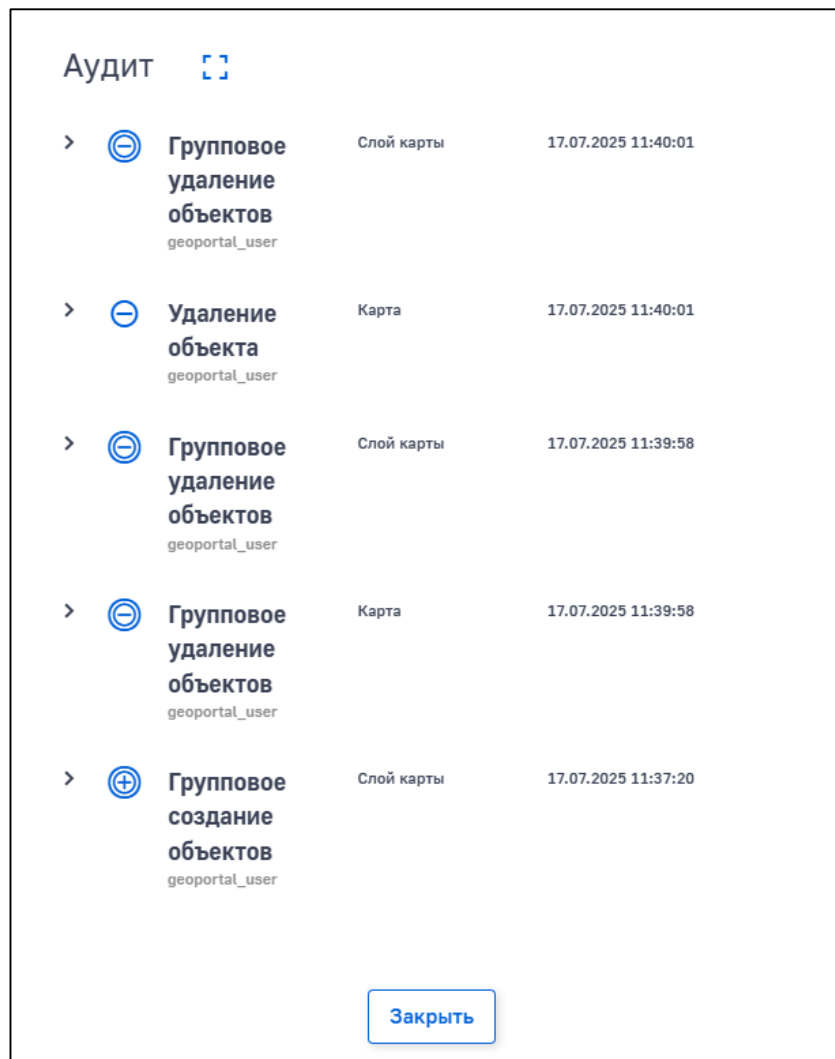 Аудит
Групповое Слой карты 17.07.2025 11:40:01
удаление
объектов
geoportal_user
Удаление Карта 17.07.2025 11:40:01
объекта
geoportal_user
Групповое Слой карты 17.07.2025 11:39:58
удаление
объектов
geoportal_user
Групповое Карта 17.07.2025 11:39:58
удаление
объектов
geoportal_user
Групповое Слой карты 17.07.2025 11:37:20
создание
объектов
geoportal_user
Закрыть